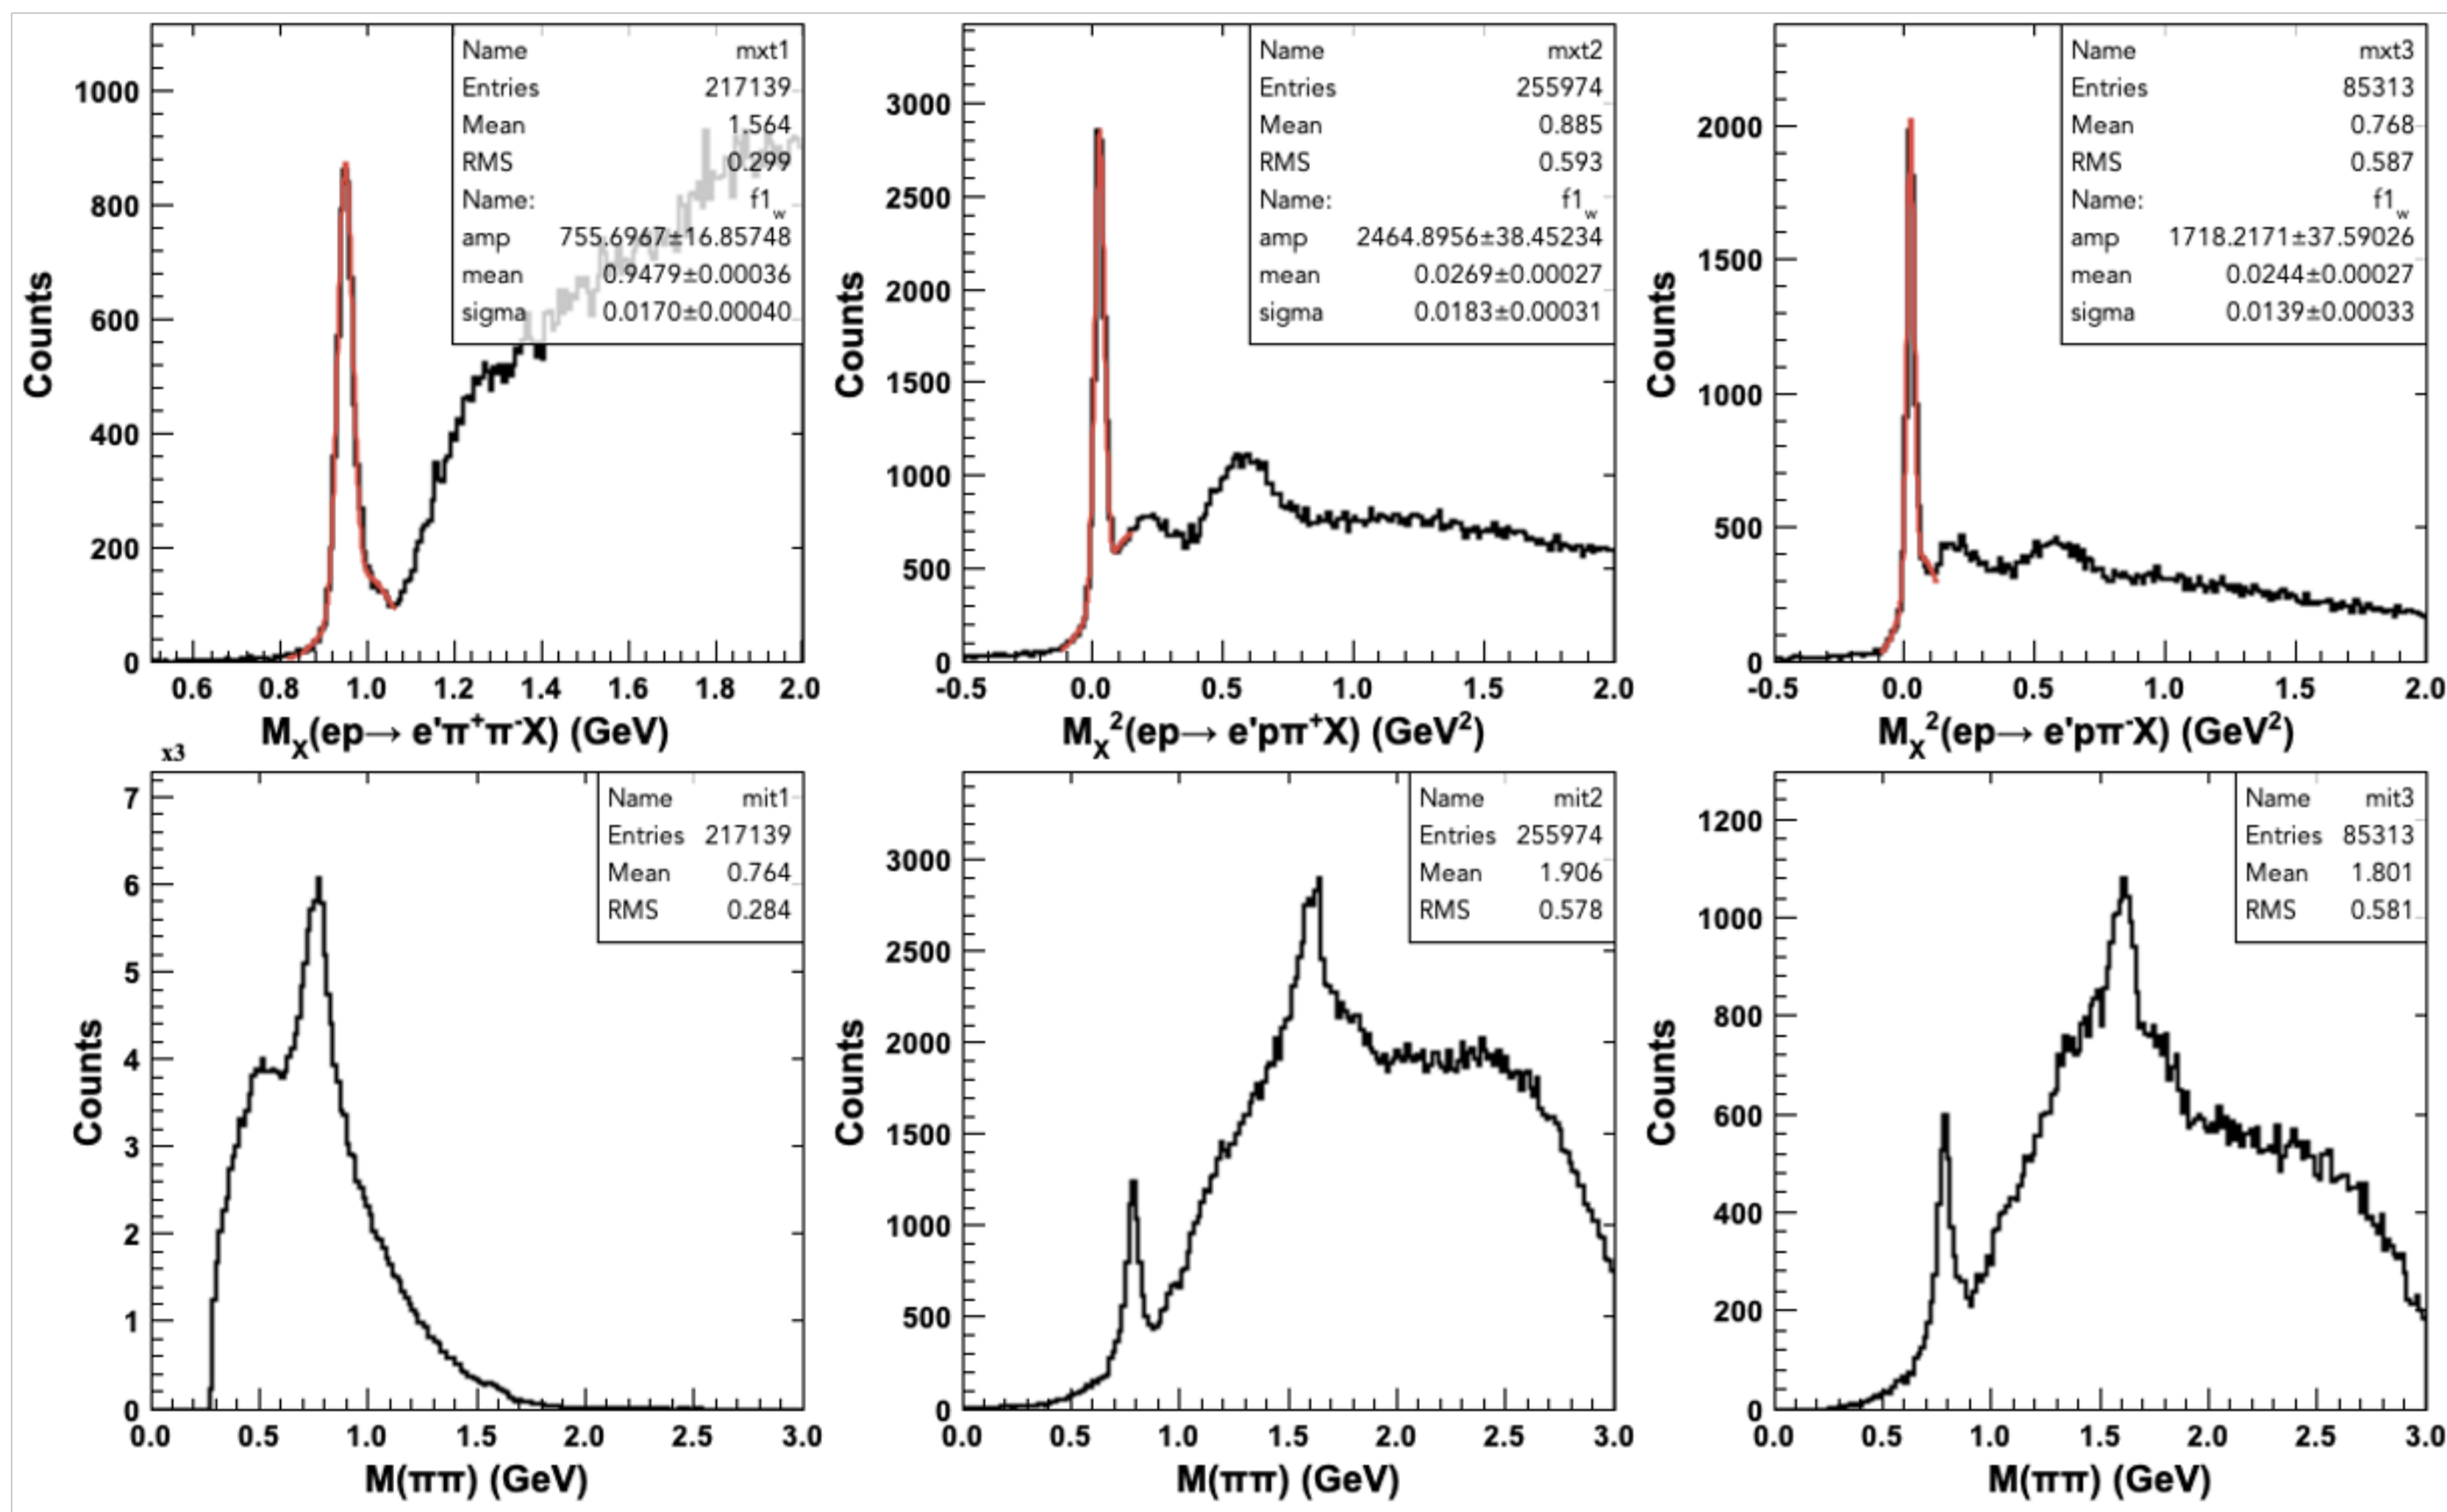 Name mxt1
Entries 217139
Mean 1.564
RMS 0.299
Name: f1w
amp 755.6967±16.85748
mean 0.9479±0.00036
sigma 0.0170±0.00040
1000
800
600
400
200
0
Counts
0.6 0.8 1.0 1.2 1.4 1.6 1.8 2.0
MX(ep→ e'π+π-X) (GeV)
Name mxt2
Entries 255974
Mean 0.885
RMS 0.593
Name: f1w
amp 2464.8956±38.45234
mean 0.0269±0.00027
sigma 0.0183±0.00031
3000
2500
2000
1500
1000
500
0
Counts
-0.5 0.0 0.5 1.0 1.5 2.0
MX2(ep→ e'pπ+X) (GeV2)
Name mxt3
Entries 85313
Mean 0.768
RMS 0.587
Name: f1w
amp 1718.2171±37.59026
mean 0.0244±0.00027
sigma 0.0139±0.00033
2000
1500
1000
500
0
Counts
-0.5 0.0 0.5 1.0 1.5 2.0
MX2(ep→ e'pπ-X) (GeV2)
x3
Name mit1
Entries 217139
Mean 0.764
RMS 0.284
7
6
5
4
3
2
1
0
Counts
0.0 0.5 1.0 1.5 2.0 2.5 3.0
M(ππ) (GeV)
Name mit2
Entries 255974
Mean 1.906
RMS 0.578
3000
2500
2000
1500
1000
500
0
Counts
0.0 0.5 1.0 1.5 2.0 2.5 3.0
M(ππ) (GeV)
Name mit3
Entries 85313
Mean 1.801
RMS 0.581
1200
1000
800
600
400
200
0
Counts
0.0 0.5 1.0 1.5 2.0 2.5 3.0
M(ππ) (GeV)